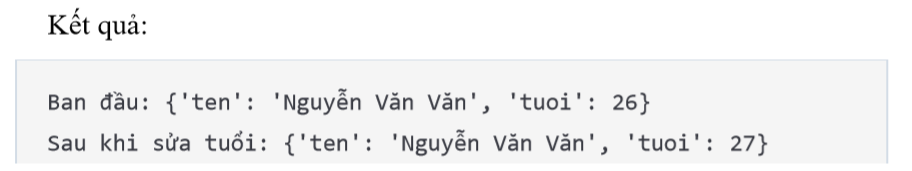 Kết quả:
Ban đầu: {'ten': 'Nguyễn Văn Văn', 'tuoi': 26}
Sau khi sửa tuổi: {'ten': 'Nguyễn Văn Văn', 'tuoi': 27}